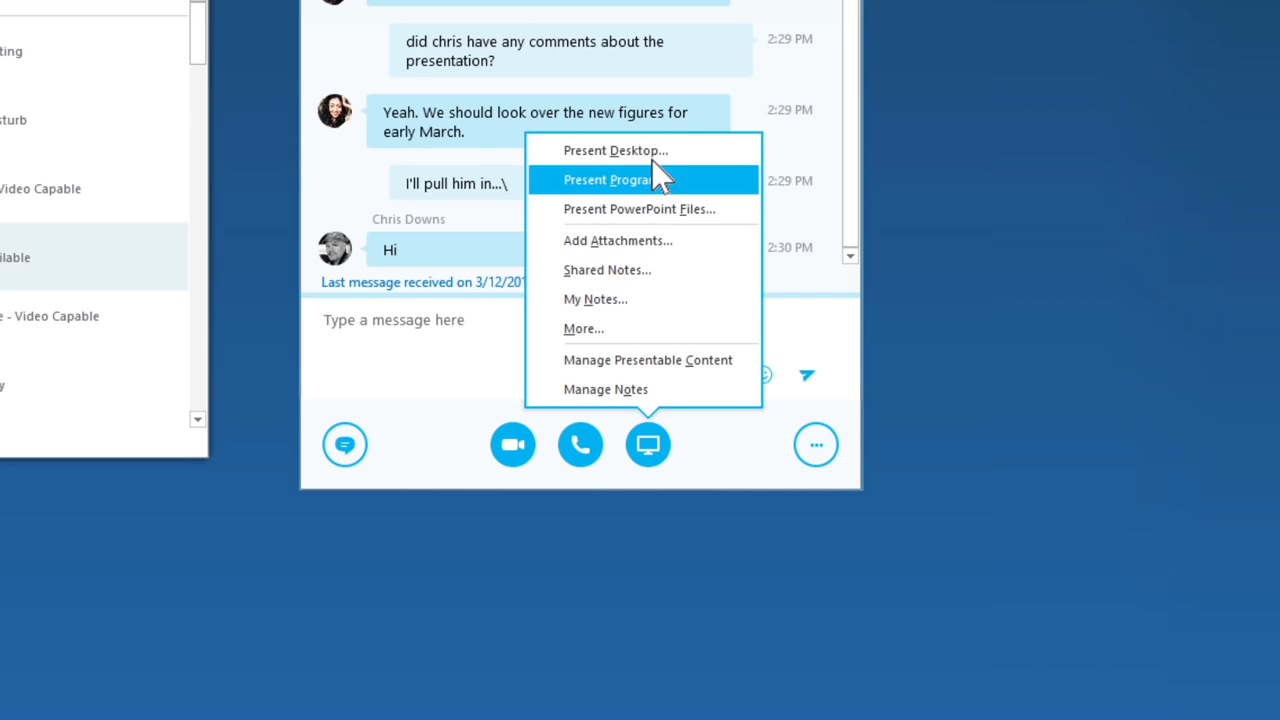 ting
sturb
Video Capable
ilable
e - Video Capable
y
did chris have any comments about the
presentation?
2:29 PM
Yeah. We should look over the new figures for
early March.
2:29 PM
I'll pull him in...\
2:29 PM
Chris Downs
Hi
2:30 PM
Last message received on 3/12/201
Type a message here
Present Desktop...
Present Progra
Present PowerPoint Files...
Add Attachments...
Shared Notes...
My Notes...
More...
Manage Presentable Content
Manage Notes